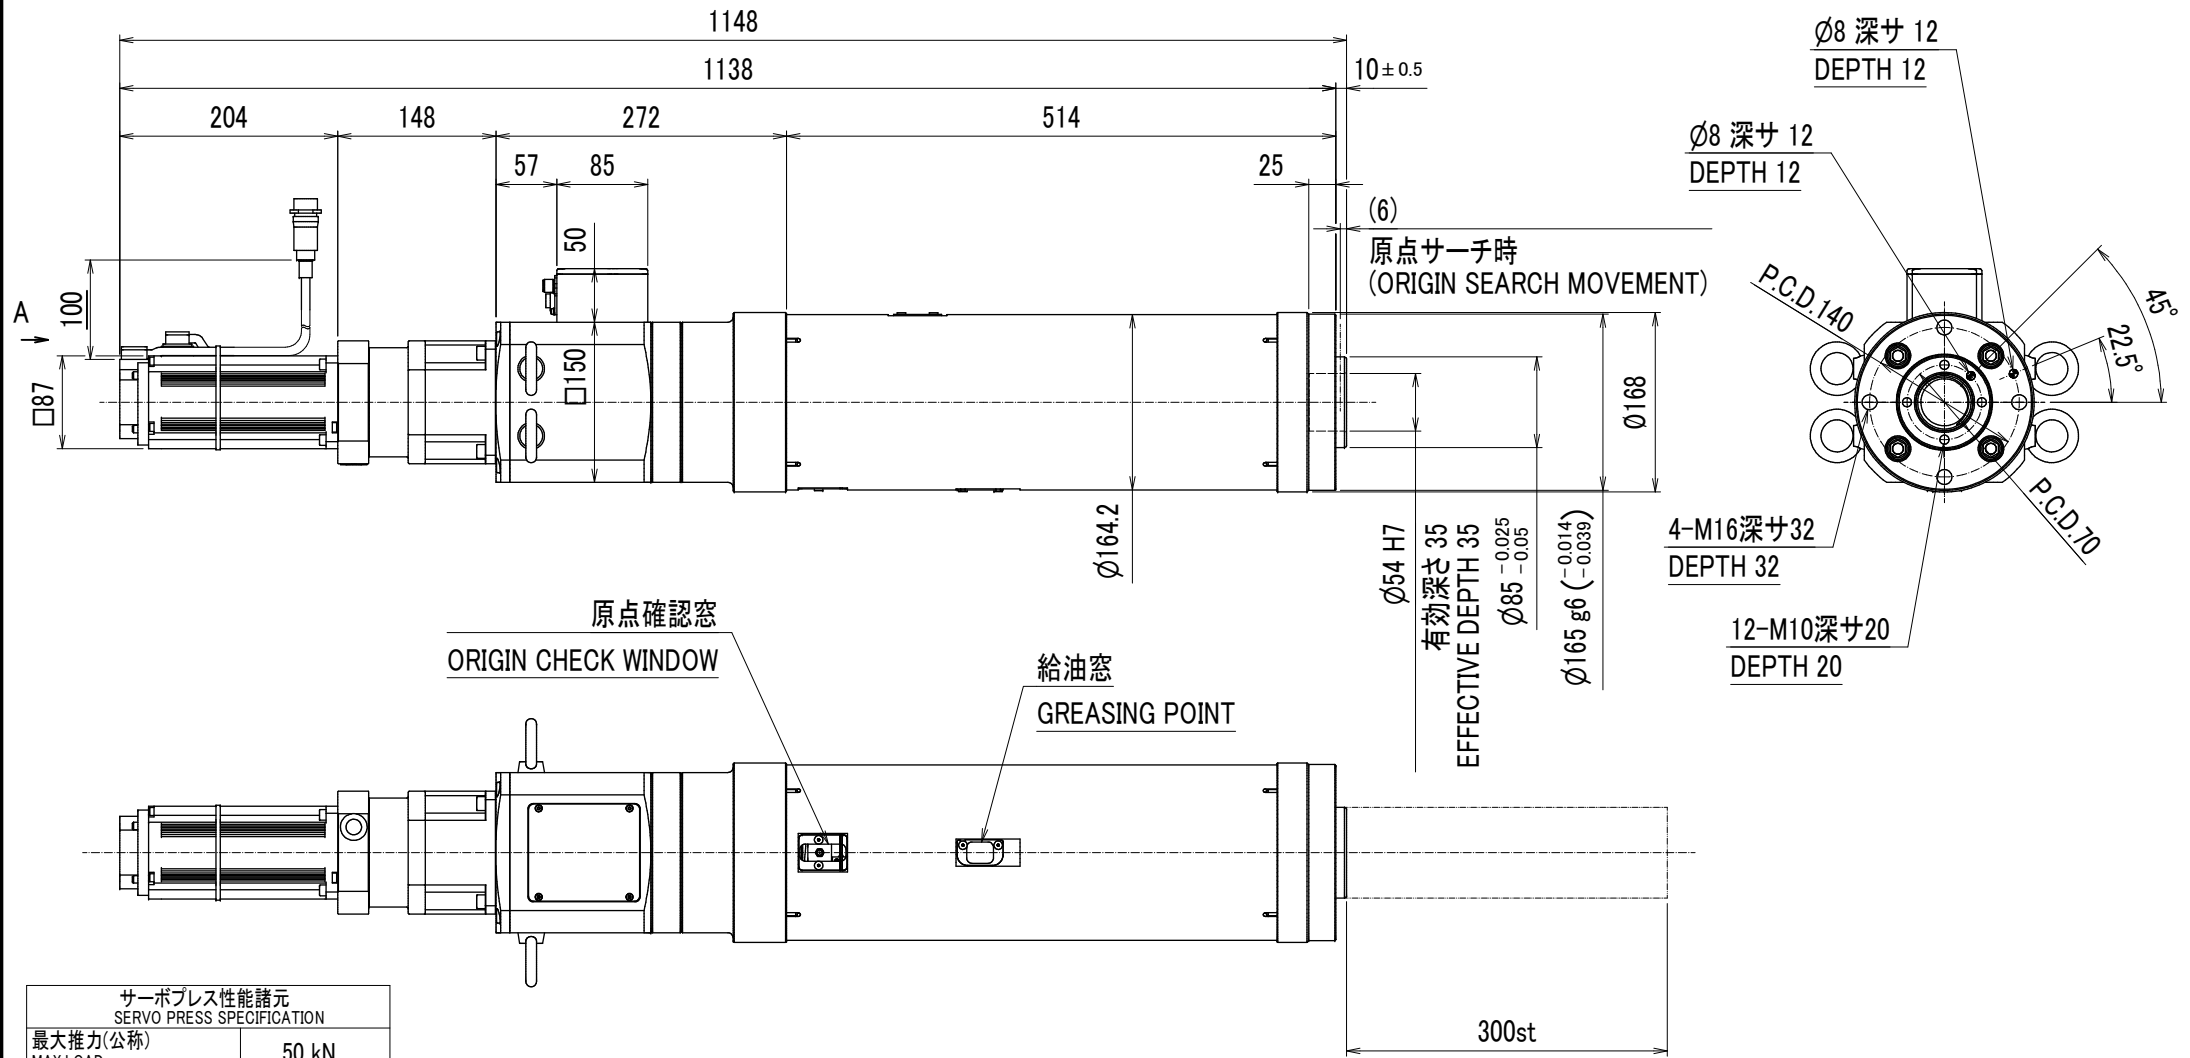 1148
1138
10±0.5
204
148
272
514
57
85
25
(6)
原点サーチ時
(ORIGIN SEARCH MOVEMENT)
50
100
A
□87
□150
Ø164.2
Ø54 H7
有効深さ 35
EFFECTIVE DEPTH 35
Ø85 -0.025 -0.05
Ø165 g6 (-0.014 -0.039)
Ø168
Ø8 深サ 12
DEPTH 12
Ø8 深サ 12
DEPTH 12
P.C.D.140
45°
22.5°
P.C.D.70
4-M16深サ32
DEPTH 32
12-M10深サ20
DEPTH 20
原点確認窓
ORIGIN CHECK WINDOW
給油窓
GREASING POINT
300st
サーボプレス性能諸元
SERVO PRESS SPECIFICATION
最大推力(公称)
50 kN